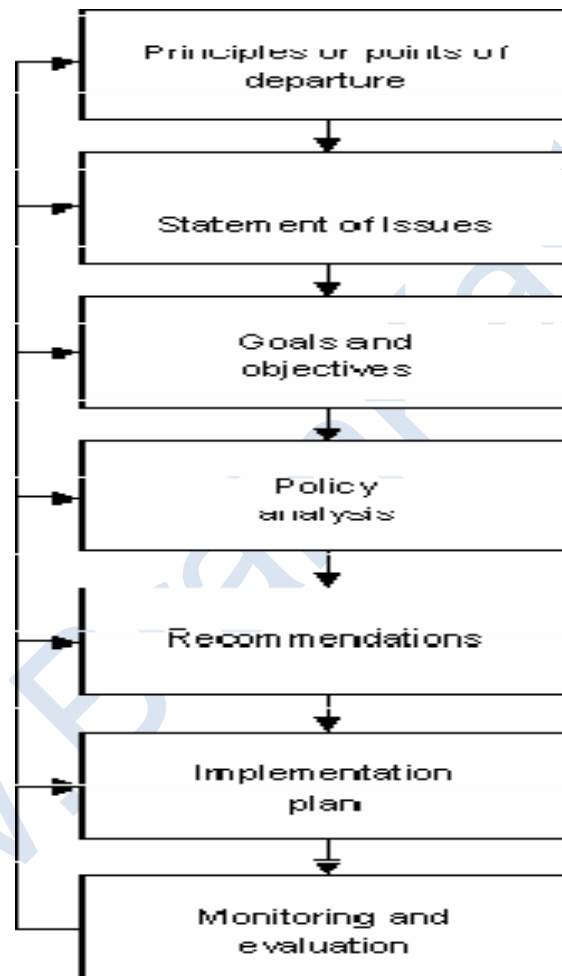 Principles or points of
departure
Statement of Issues
Goals and
objectives
Policy
analysis
Recommendations
Implementation
plan
Monitoring and
evaluation